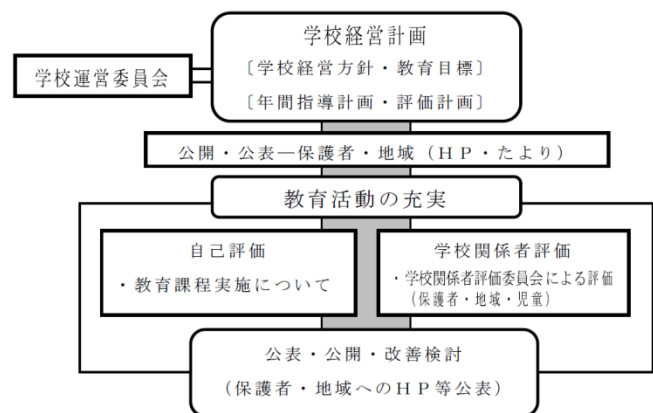 学校経営計画
学校運営委員会
〔学校経営方針・教育目標〕
〔年間指導計画・評価計画〕
公開・公表―保護者・地域(HP・たより)
教育活動の充実
自己評価
・教育課程実施について
学校関係者評価
・学校関係者評価委員会による評価
(保護者・地域・児童)
公表・公開・改善検討
(保護者・地域へのHP等公表)